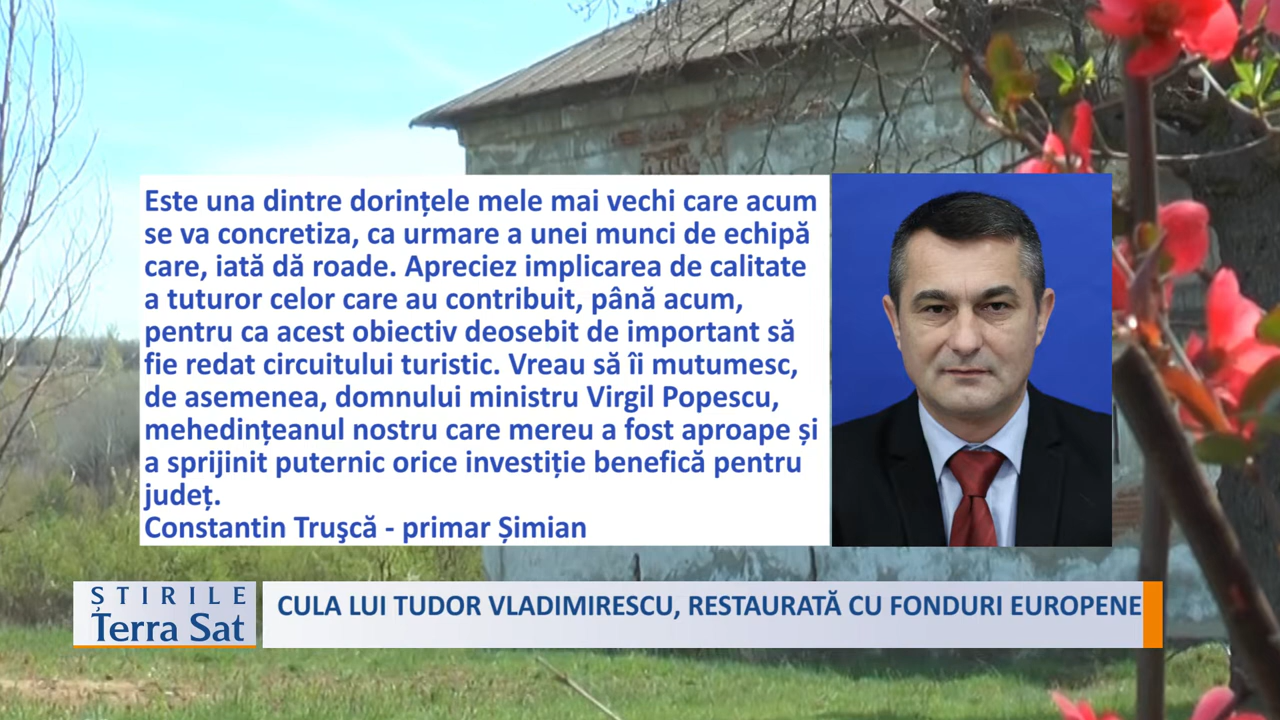 Este una dintre dorințele mele mai vechi care acum
se va concretiza, ca urmare a unei munci de echipă
care, iată dă roade. Apreciez implicarea de calitate
a tuturor celor care au contribuit, până acum,
pentru ca acest obiectiv deosebit de important să
fie redat circuitului turistic. Vreau să îi mutumesc,
de asemenea, domnului ministru Virgil Popescu,
mehedințeanul nostru care mereu a fost aproape și
a sprijinit puternic orice investiție benefică pentru
județ.
Constantin Truşcă - primar Șimian
ȘTIRILE
Terra Sat
CULA LUI TUDOR VLADIMIRESCU, RESTAURATĂ CU FONDURI EUROPENE